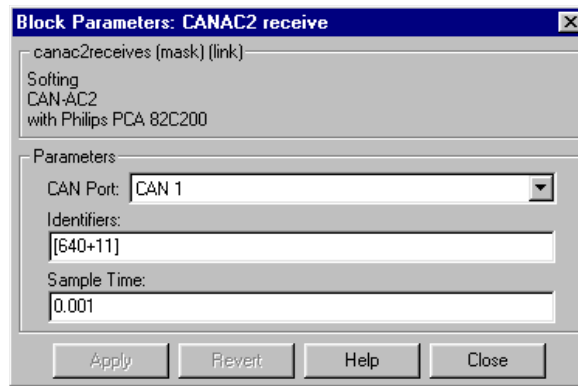 Block Parameters: CANAC2 receive
canac2receives (mask) (link)
Softing
CAN-AC2
with Philips PCA 82C200
Parameters
CAN Port: CAN 1
Identifiers:
[640+11]
Sample Time:
0.001
Apply Revert Help Close